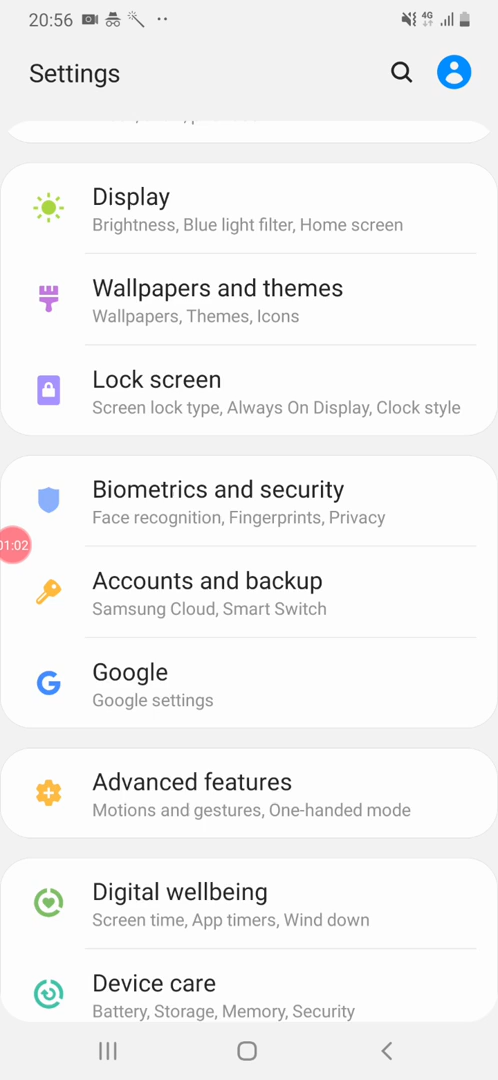 20:56
4G
Settings
Display
Brightness, Blue light filter, Home screen
Wallpapers and themes
Wallpapers, Themes, Icons
Lock screen
Screen lock type, Always On Display, Clock style
Biometrics and security
Face recognition, Fingerprints, Privacy
01:02
Accounts and backup
Samsung Cloud, Smart Switch
Google
Google settings
Advanced features
Motions and gestures, One-handed mode
Digital wellbeing
Screen time, App timers, Wind down
Device care
Battery, Storage, Memory, Security